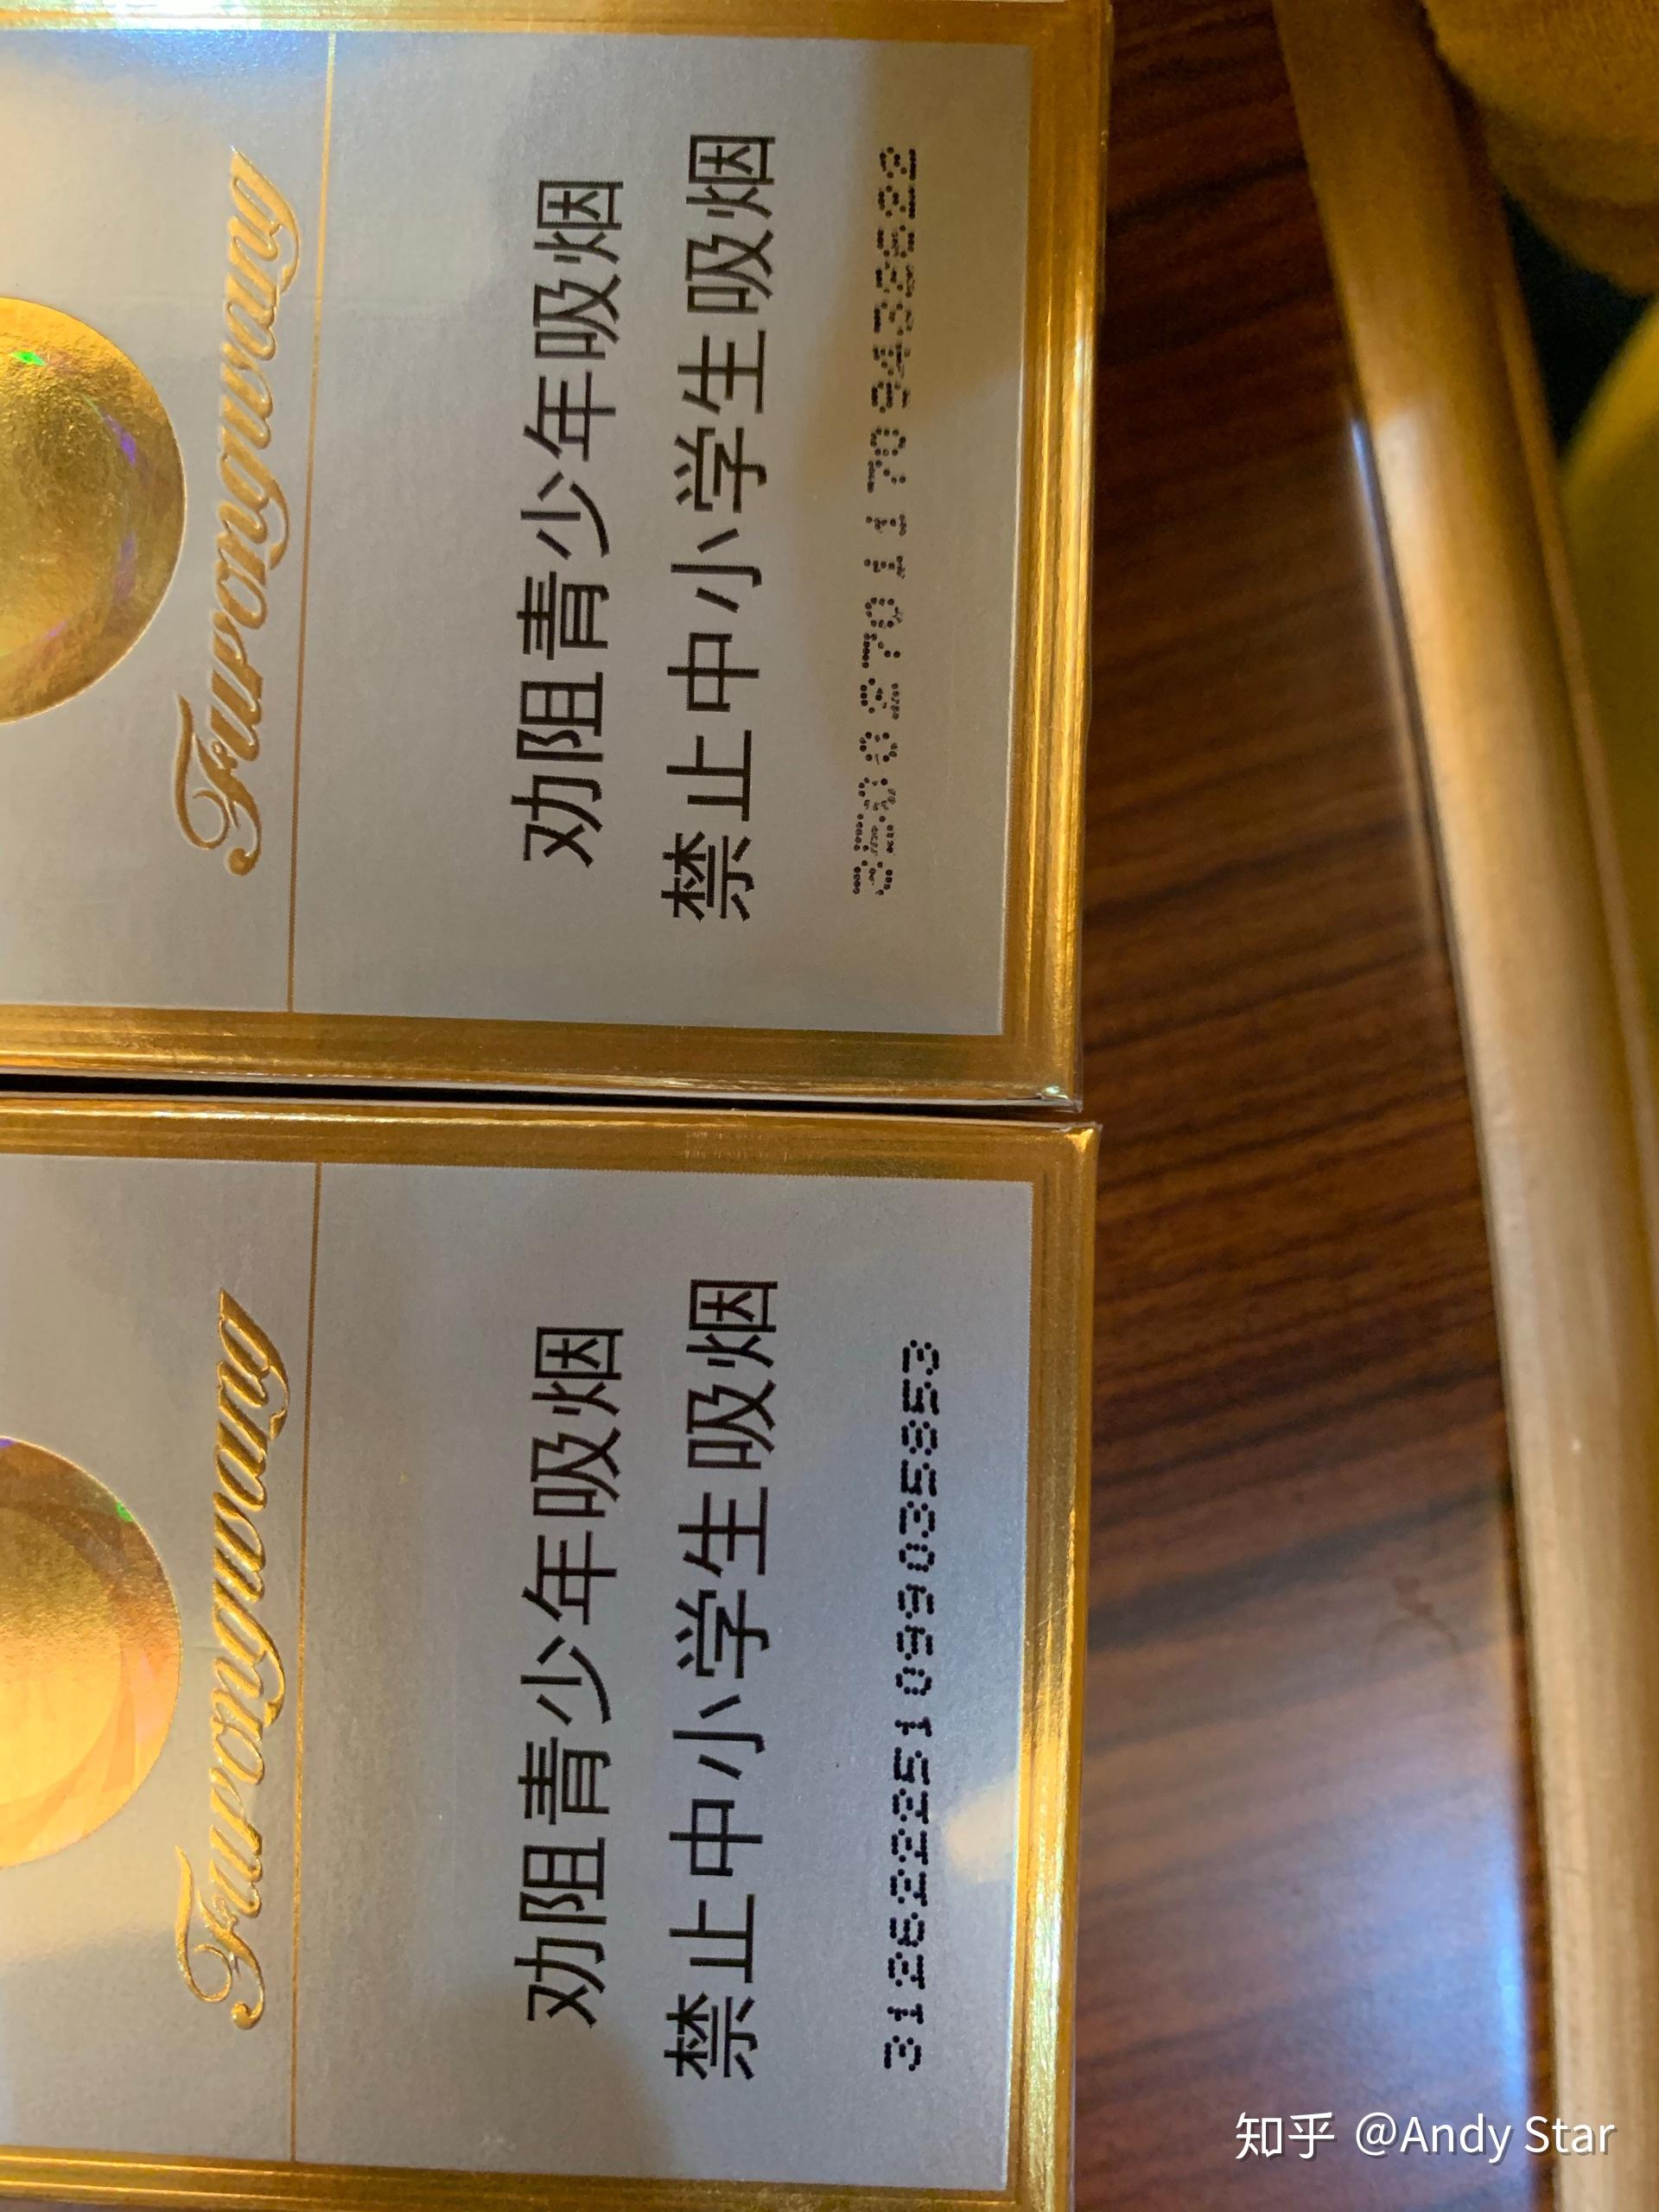 Furongwang
劝阻青少年吸烟
禁止中小学生吸烟
312622251099035853
Furongwang
劝阻青少年吸烟
禁止中小学生吸烟
知乎 @Andy Star